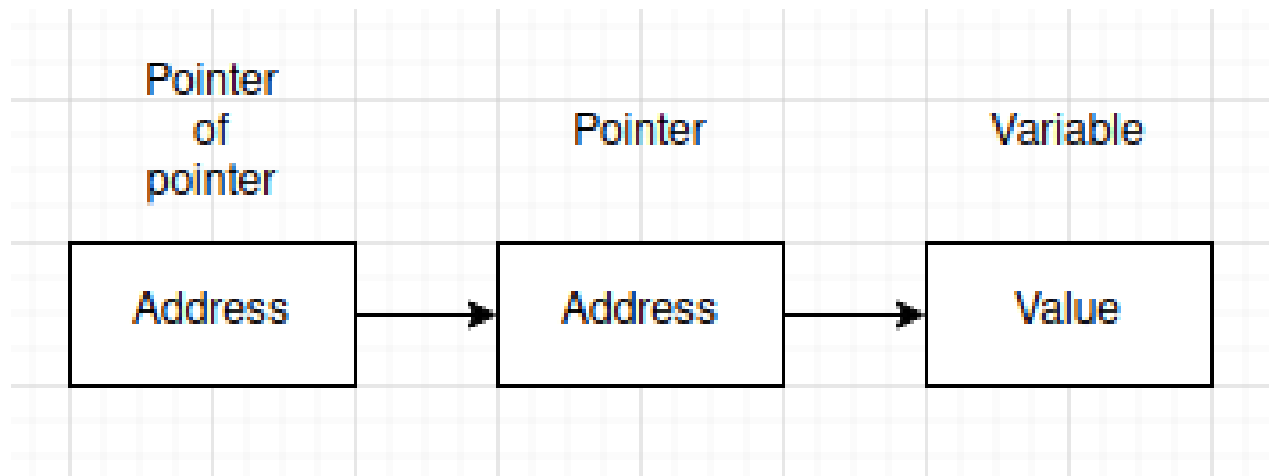 Pointer
of
pointer
Pointer
Variable
Address
Address
Value